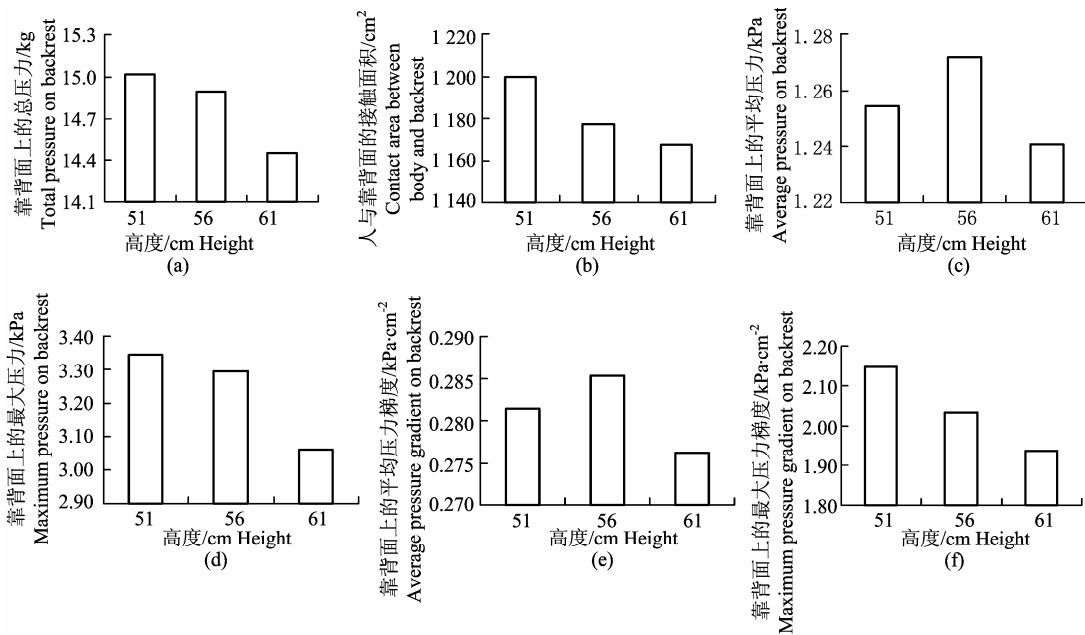 靠背面上的总压力/kg
Total pressure on backrest
15.3
15.0
14.7
14.4
14.1
51 56 61
高度/cm Height
(a)
人与靠背面的接触面积/cm²
Contact area between
body and backrest
1 220
1 200
1 180
1 160
1 140
51 56 61
高度/cm Height
(b)
靠背面上的平均压力/kPa
Average pressure on backrest
1.28
1.26
1.24
1.22
51 56 61
高度/cm Height
(c)
靠背面上的最大压力/kPa
Maximum pressure on backrest
3.40
3.30
3.20
3.10
3.00
2.90
51 56 61
高度/cm Height
(d)
靠背面上的平均压力梯度/kPa·cm⁻²
Average pressure gradient on backrest
0.290
0.285
0.280
0.275
0.270
51 56 61
高度/cm Height
(e)
靠背面上的最大压力梯度/kPa·cm⁻²
Maximum pressure gradient on backrest
2.20
2.10
2.00
1.90
1.80
51 56 61
高度/cm Height
(f)